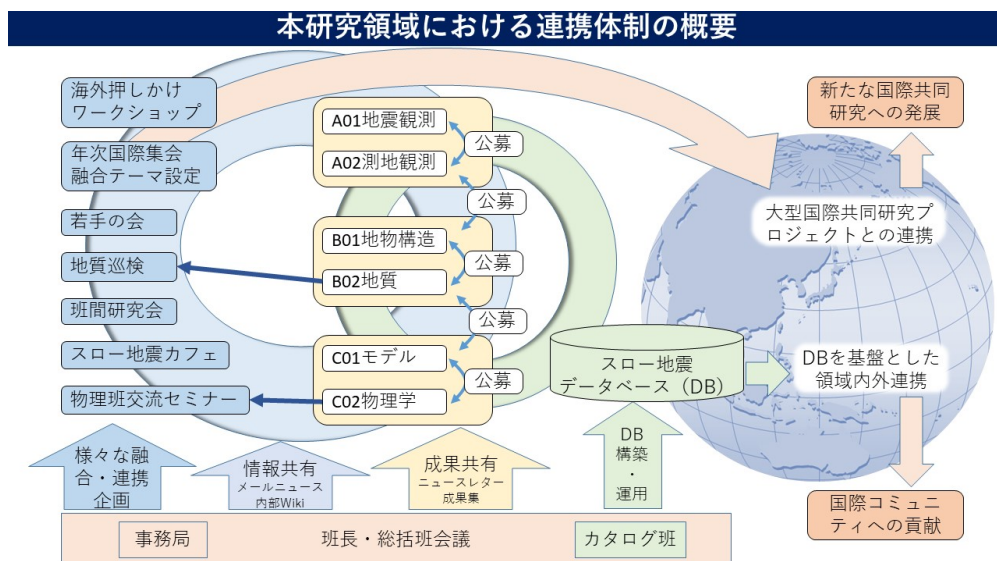 本研究領域における連携体制の概要
海外押しかけ
ワークショップ
年次国際集会
融合テーマ設定
若手の会
地質巡検
班間研究会
スロー地震カフェ
物理班交流セミナー
A01地震観測
A02測地観測
公募
公募
B01地物構造
B02地質
公募
公募
C01モデル
C02物理学
公募
スロー地震
データベース（DB）
新たな国際共同
研究への発展
大型国際共同研究プ
ロジェクトとの連携
DBを基盤とした
領域内外連携
国際コミュニ
ティへの貢献
様々な融
合・連携
企画
情報共有
メールニュース
内部Wiki
成果共有
ニュースレター
成果集
DB
構築
・
運用
事務局
班長・総括班会議
カタログ班